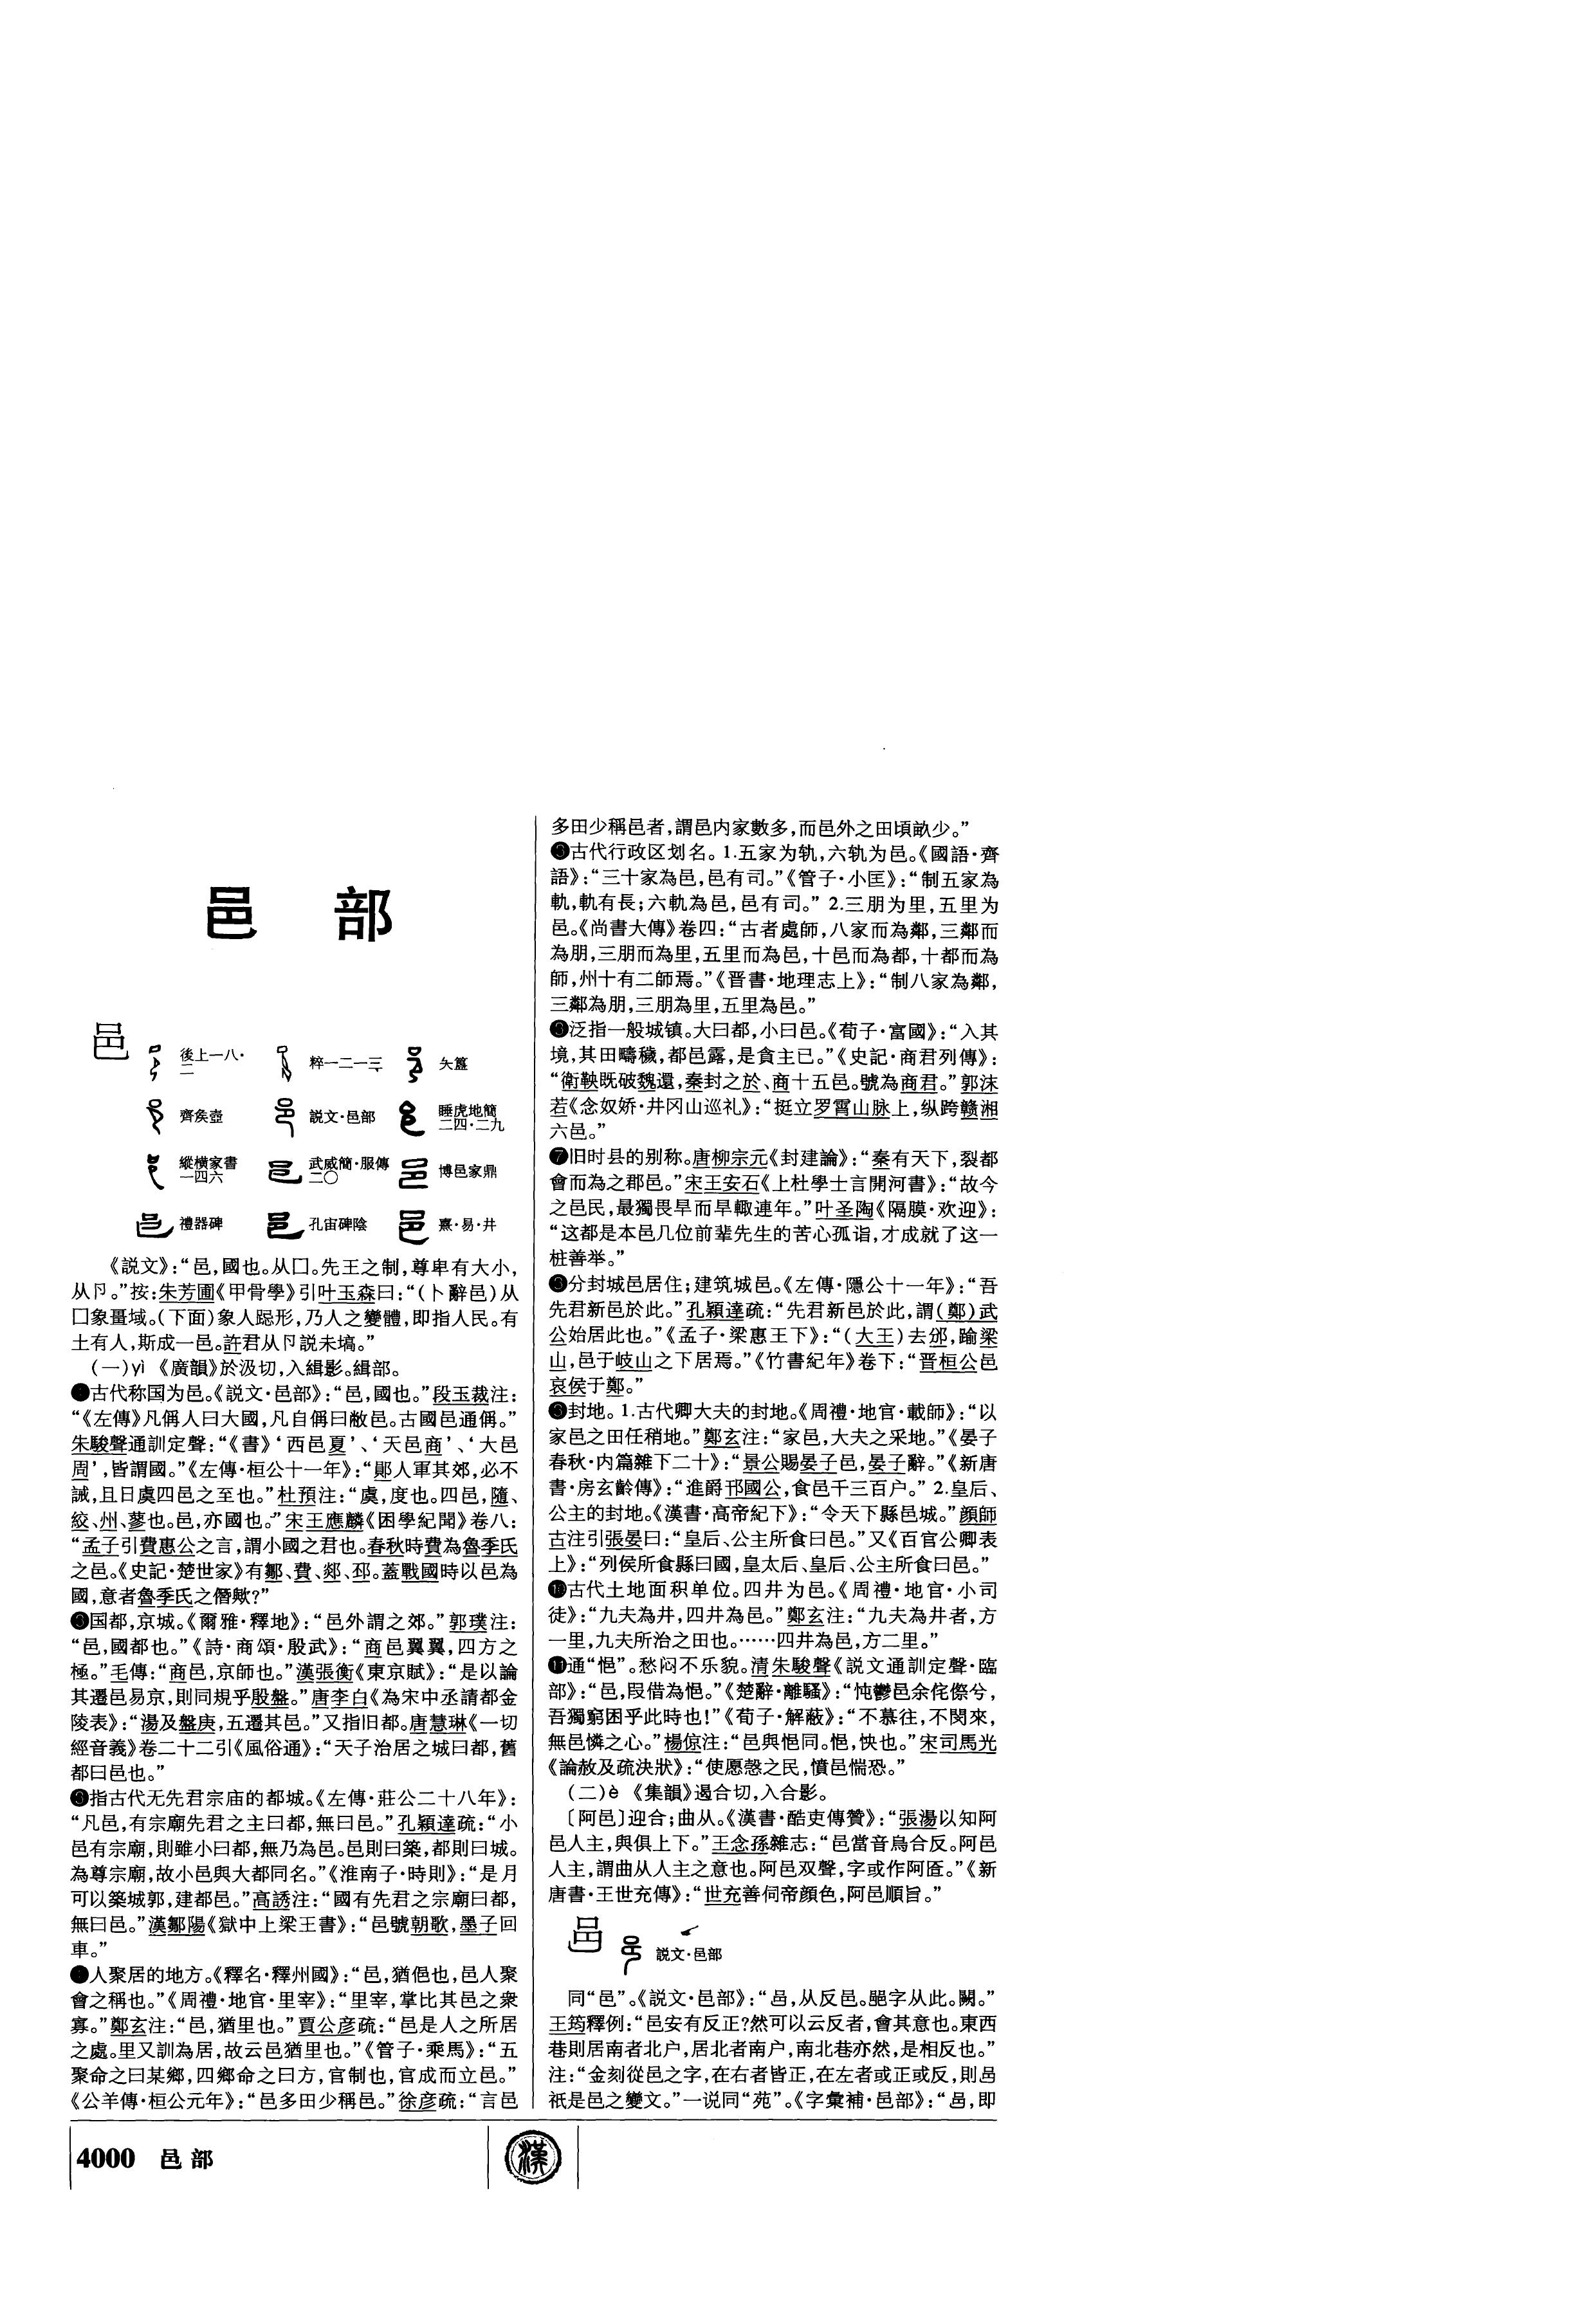 邑 部
邑
後上一八·二
粹一二一三
矢簋
齊矦壺
説文·邑部
睡虎地簡二四·二九
縱横家書一四六
武威簡·服傳二〇
博邑家鼎
禮器碑
孔宙碑陰
熹·易·井
《説文》：“邑，國也。从囗。先王之制，尊卑有大小，
从卪。”按：朱芳圃《甲骨學》引叶玉森曰：“（卜辭邑）从
囗象畺域。（下面）象人跽形，乃人之變體，即指人民。有
土有人，斯成一邑。許君从卪説未塙。”
（一）yì 《廣韻》於汲切，入緝影。緝部。
❶古代称国为邑。《説文·邑部》：“邑，國也。”段玉裁注：
“《左傳》凡偁人曰大國，凡自偁曰敝邑。古國邑通偁。”
朱駿聲通訓定聲：“《書》‘西邑夏’、‘天邑商’、‘大邑
周’，皆謂國。”《左傳·桓公十一年》：“鄖人軍其郊，必不
誡，且日虞四邑之至也。”杜預注：“虞，度也。四邑，隨、
絞、州、蓼也。邑，亦國也。”宋王應麟《困學紀聞》卷八：
“孟子引費惠公之言，謂小國之君也。春秋時費為魯季氏
之邑。《史記·楚世家》有鄒、費、郯、邳。蓋戰國時以邑為
國，意者魯季氏之僭歟？”
❷国都，京城。《爾雅·釋地》：“邑外謂之郊。”郭璞注：
“邑，國都也。”《詩·商頌·殷武》：“商邑翼翼，四方之
極。”毛傳：“商邑，京師也。”漢張衡《東京賦》：“是以論
其遷邑易京，則同規乎殷盤。”唐李白《為宋中丞請都金
陵表》：“湯及盤庚，五遷其邑。”又指旧都。唐慧琳《一切
經音義》卷二十二引《風俗通》：“天子治居之城曰都，舊
都曰邑也。”
❸指古代无先君宗庙的都城。《左傳·莊公二十八年》：
“凡邑，有宗廟先君之主曰都，無曰邑。”孔穎達疏：“小
邑有宗廟，則雖小曰都，無乃為邑。邑則曰築，都則曰城。
為尊宗廟，故小邑與大都同名。”《淮南子·時則》：“是月
可以築城郭，建都邑。”高誘注：“國有先君之宗廟曰都，
無曰邑。”漢鄒陽《獄中上梁王書》：“邑號朝歌，墨子回
車。”
❹人聚居的地方。《釋名·釋州國》：“邑，猶俋也，邑人聚
會之稱也。”《周禮·地官·里宰》：“里宰，掌比其邑之衆
寡。”鄭玄注：“邑，猶里也。”賈公彦疏：“邑是人之所居
之處。里又訓為居，故云邑猶里也。”《管子·乘馬》：“五
聚命之曰某鄉，四鄉命之曰方，官制也，官成而立邑。”
《公羊傳·桓公元年》：“邑多田少稱邑。”徐彦疏：“言邑
多田少稱邑者，謂邑内家數多，而邑外之田頃畝少。”
❺古代行政区划名。1.五家为轨，六轨为邑。《國語·齊
語》：“三十家為邑，邑有司。”《管子·小匡》：“制五家為
軌，軌有長；六軌為邑，邑有司。”2.三朋为里，五里为
邑。《尚書大傳》卷四：“古者處師，八家而為鄰，三鄰而
為朋，三朋而為里，五里而為邑，十邑而為都，十都而為
師，州十有二師焉。”《晋書·地理志上》：“制八家為鄰，
三鄰為朋，三朋為里，五里為邑。”
❻泛指一般城镇。大曰都，小曰邑。《荀子·富國》：“入其
境，其田疇穢，都邑露，是貪主已。”《史記·商君列傳》：
“衛鞅既破魏還，秦封之於、商十五邑。號為商君。”郭沫
若《念奴娇·井冈山巡礼》：“挺立罗霄山脉上，纵跨赣湘
六邑。”
❼旧时县的别称。唐柳宗元《封建論》：“秦有天下，裂都
會而為之郡邑。”宋王安石《上杜學士言開河書》：“故今
之邑民，最獨畏旱而旱輙連年。”叶圣陶《隔膜·欢迎》：
“这都是本邑几位前辈先生的苦心孤诣，才成就了这一
桩善举。”
❽分封城邑居住；建筑城邑。《左傳·隱公十一年》：“吾
先君新邑於此。”孔穎達疏：“先君新邑於此，謂（鄭）武
公始居此也。”《孟子·梁惠王下》：“（大王）去邠，踰梁
山，邑于岐山之下居焉。”《竹書紀年》卷下：“晋桓公邑
哀侯于鄭。”
❾封地。1.古代卿大夫的封地。《周禮·地官·載師》：“以
家邑之田任稍地。”鄭玄注：“家邑，大夫之采地。”《晏子
春秋·内篇雜下二十》：“景公賜晏子邑，晏子辭。”《新唐
書·房玄齡傳》：“進爵邗國公，食邑千三百户。”2.皇后、
公主的封地。《漢書·高帝紀下》：“令天下縣邑城。”顔師
古注引張晏曰：“皇后、公主所食曰邑。”又《百官公卿表
上》：“列侯所食縣曰國，皇太后、皇后、公主所食曰邑。”
❿古代土地面积单位。四井为邑。《周禮·地官·小司
徒》：“九夫為井，四井為邑。”鄭玄注：“九夫為井者，方
一里，九夫所治之田也。……四井為邑，方二里。”
⓫通“悒”。愁闷不乐貌。清朱駿聲《説文通訓定聲·臨
部》：“邑，叚借為悒。”《楚辭·離騷》：“忳鬱邑余侘傺兮，
吾獨窮困乎此時也！”《荀子·解蔽》：“不慕往，不閔來，
無邑憐之心。”楊倞注：“邑與悒同。悒，怏也。”宋司馬光
《論赦及疏決狀》：“使愿愨之民，憤邑惴恐。”
（二）è 《集韻》遏合切，入合影。
〔阿邑〕迎合；曲从。《漢書·酷吏傳贊》：“張湯以知阿
邑人主，與俱上下。”王念孫雜志：“邑當音烏合反。阿邑
人主，謂曲从人主之意也。阿邑双聲，字或作阿匼。”《新
唐書·王世充傳》：“世充善伺帝顔色，阿邑順旨。”
説文·邑部
同“邑”。《説文·邑部》：“𨙨，从反邑。𨞰字从此。闕。”
王筠釋例：“邑安有反正？然可以云反者，會其意也。東西
巷則居南者北户，居北者南户，南北巷亦然，是相反也。”
注：“金刻從邑之字，在右者皆正，在左者或正或反，則𨙨
祇是邑之變文。”一说同“苑”。《字彙補·邑部》：“𨙨，即
4000 邑部
漢